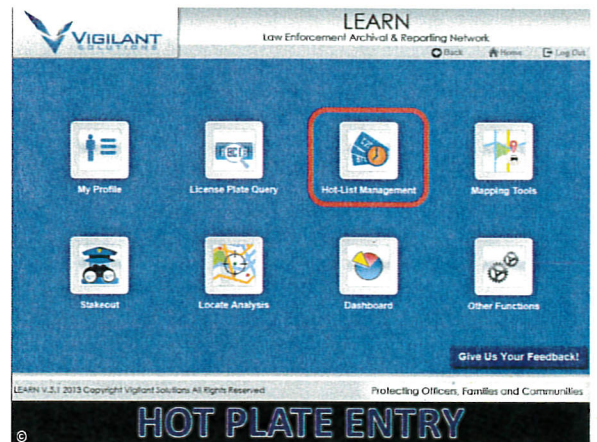 VIGILANT
SOLUTIONS
LEARN
Law Enforcement Archival & Reporting Network
Back Home Log Out
My Profile
License Plate Query
Hot-List Management
Mapping Tools
Stakeout
Locate Analysis
Dashboard
Other Functions
Give Us Your Feedback!
LEARN V.5.1 2013 Copyright Vigilant Solutions All Rights Reserved
Protecting Officers, Families and Communities
HOT PLATE ENTRY
©